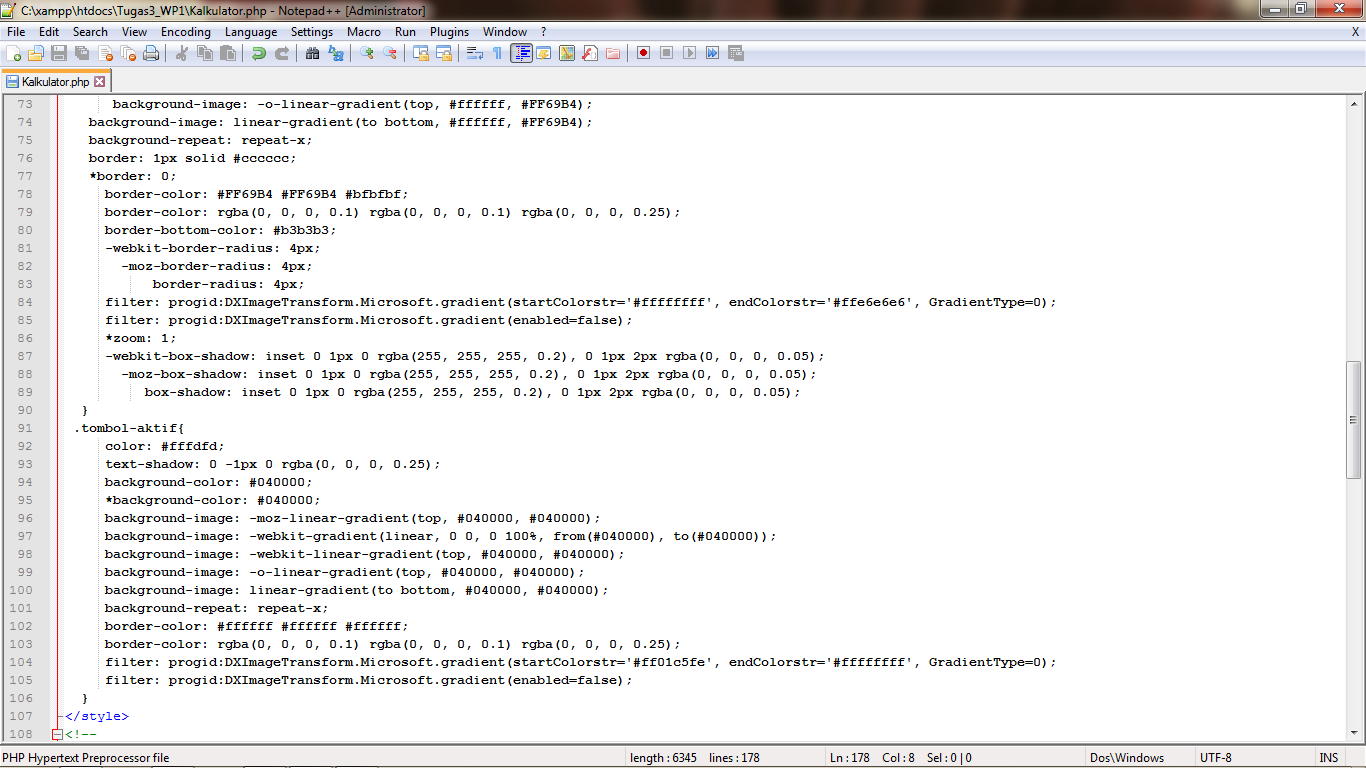 C:\xampp\htdocs\Tugas3_WP1\Kalkulator.php - Notepad++ [Administrator]
File Edit Search View Encoding Language Settings Macro Run Plugins Window ? X
Kalkulator.php
73 background-image: -o-linear-gradient(top, #ffffff, #FF69B4);
74 background-image: linear-gradient(to bottom, #ffffff, #FF69B4);
75 background-repeat: repeat-x;
76 border: 1px solid #cccccc;
77 *border: 0;
78 border-color: #FF69B4 #FF69B4 #bfbfbf;
79 border-color: rgba(0, 0, 0, 0.1) rgba(0, 0, 0, 0.1) rgba(0, 0, 0, 0.25);
80 border-bottom-color: #b3b3b3;
81 -webkit-border-radius: 4px;
82 -moz-border-radius: 4px;
83 border-radius: 4px;
84 filter: progid:DXImageTransform.Microsoft.gradient(startColorstr='#ffffffff', endColorstr='#ffe6e6e6', GradientType=0);
85 filter: progid:DXImageTransform.Microsoft.gradient(enabled=false);
86 *zoom: 1;
87 -webkit-box-shadow: inset 0 1px 0 rgba(255, 255, 255, 0.2), 0 1px 2px rgba(0, 0, 0, 0.05);
88 -moz-box-shadow: inset 0 1px 0 rgba(255, 255, 255, 0.2), 0 1px 2px rgba(0, 0, 0, 0.05);
89 box-shadow: inset 0 1px 0 rgba(255, 255, 255, 0.2), 0 1px 2px rgba(0, 0, 0, 0.05);
90 }
91 .tombol-aktif{
92 color: #fffdfd;
93 text-shadow: 0 -1px 0 rgba(0, 0, 0, 0.25);
94 background-color: #040000;
95 *background-color: #040000;
96 background-image: -moz-linear-gradient(top, #040000, #040000);
97 background-image: -webkit-gradient(linear, 0 0, 0 100%, from(#040000), to(#040000));
98 background-image: -webkit-linear-gradient(top, #040000, #040000);
99 background-image: -o-linear-gradient(top, #040000, #040000);
100 background-image: linear-gradient(to bottom, #040000, #040000);
101 background-repeat: repeat-x;
102 border-color: #ffffff #ffffff #ffffff;
103 border-color: rgba(0, 0, 0, 0.1) rgba(0, 0, 0, 0.1) rgba(0, 0, 0, 0.25);
104 filter: progid:DXImageTransform.Microsoft.gradient(startColorstr='#ff01c5fe', endColorstr='#ffffffff', GradientType=0);
105 filter: progid:DXImageTransform.Microsoft.gradient(enabled=false);
106 }
107 </style>
108 <!--
PHP Hypertext Preprocessor file length : 6345 lines : 178 Ln : 178 Col : 8 Sel : 0 | 0 Dos\Windows UTF-8 INS